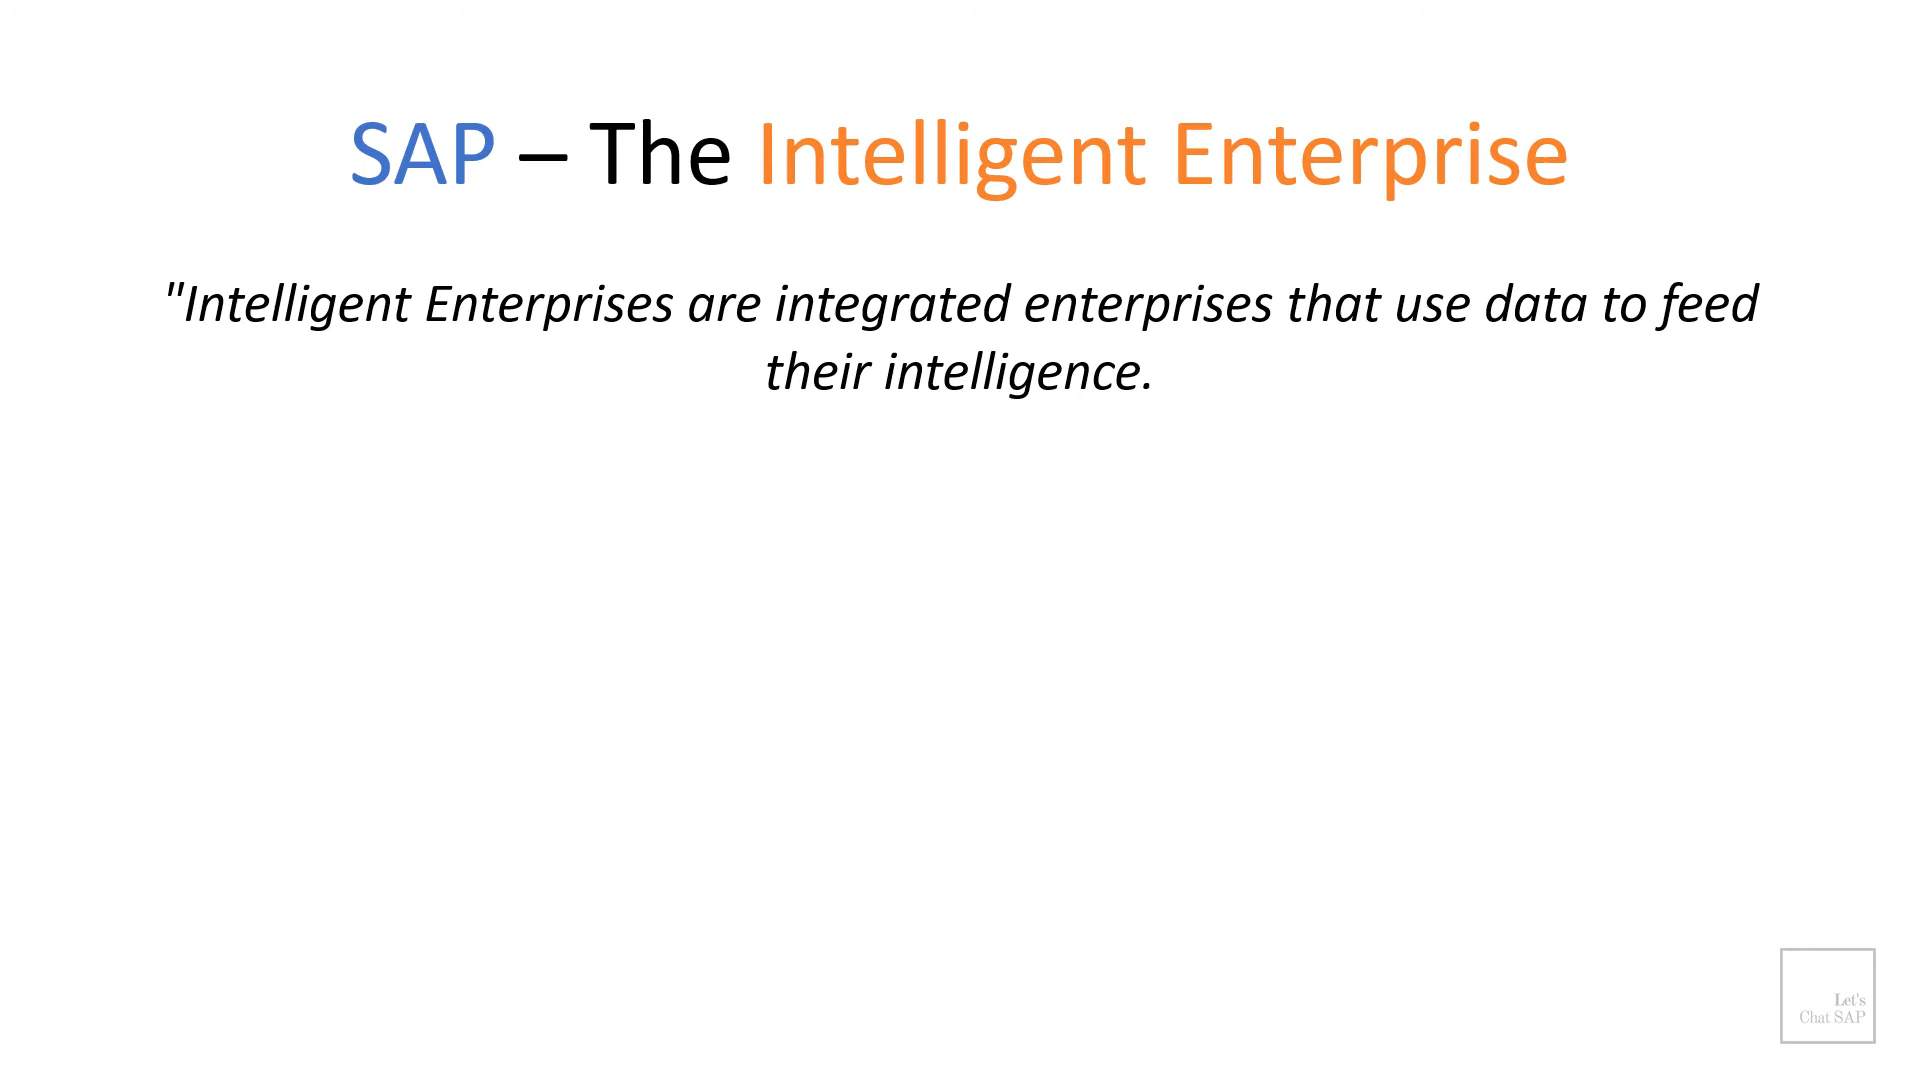 SAP – The Intelligent Enterprise
"Intelligent Enterprises are integrated enterprises that use data to feed
their intelligence.
Let's
Chat SAP